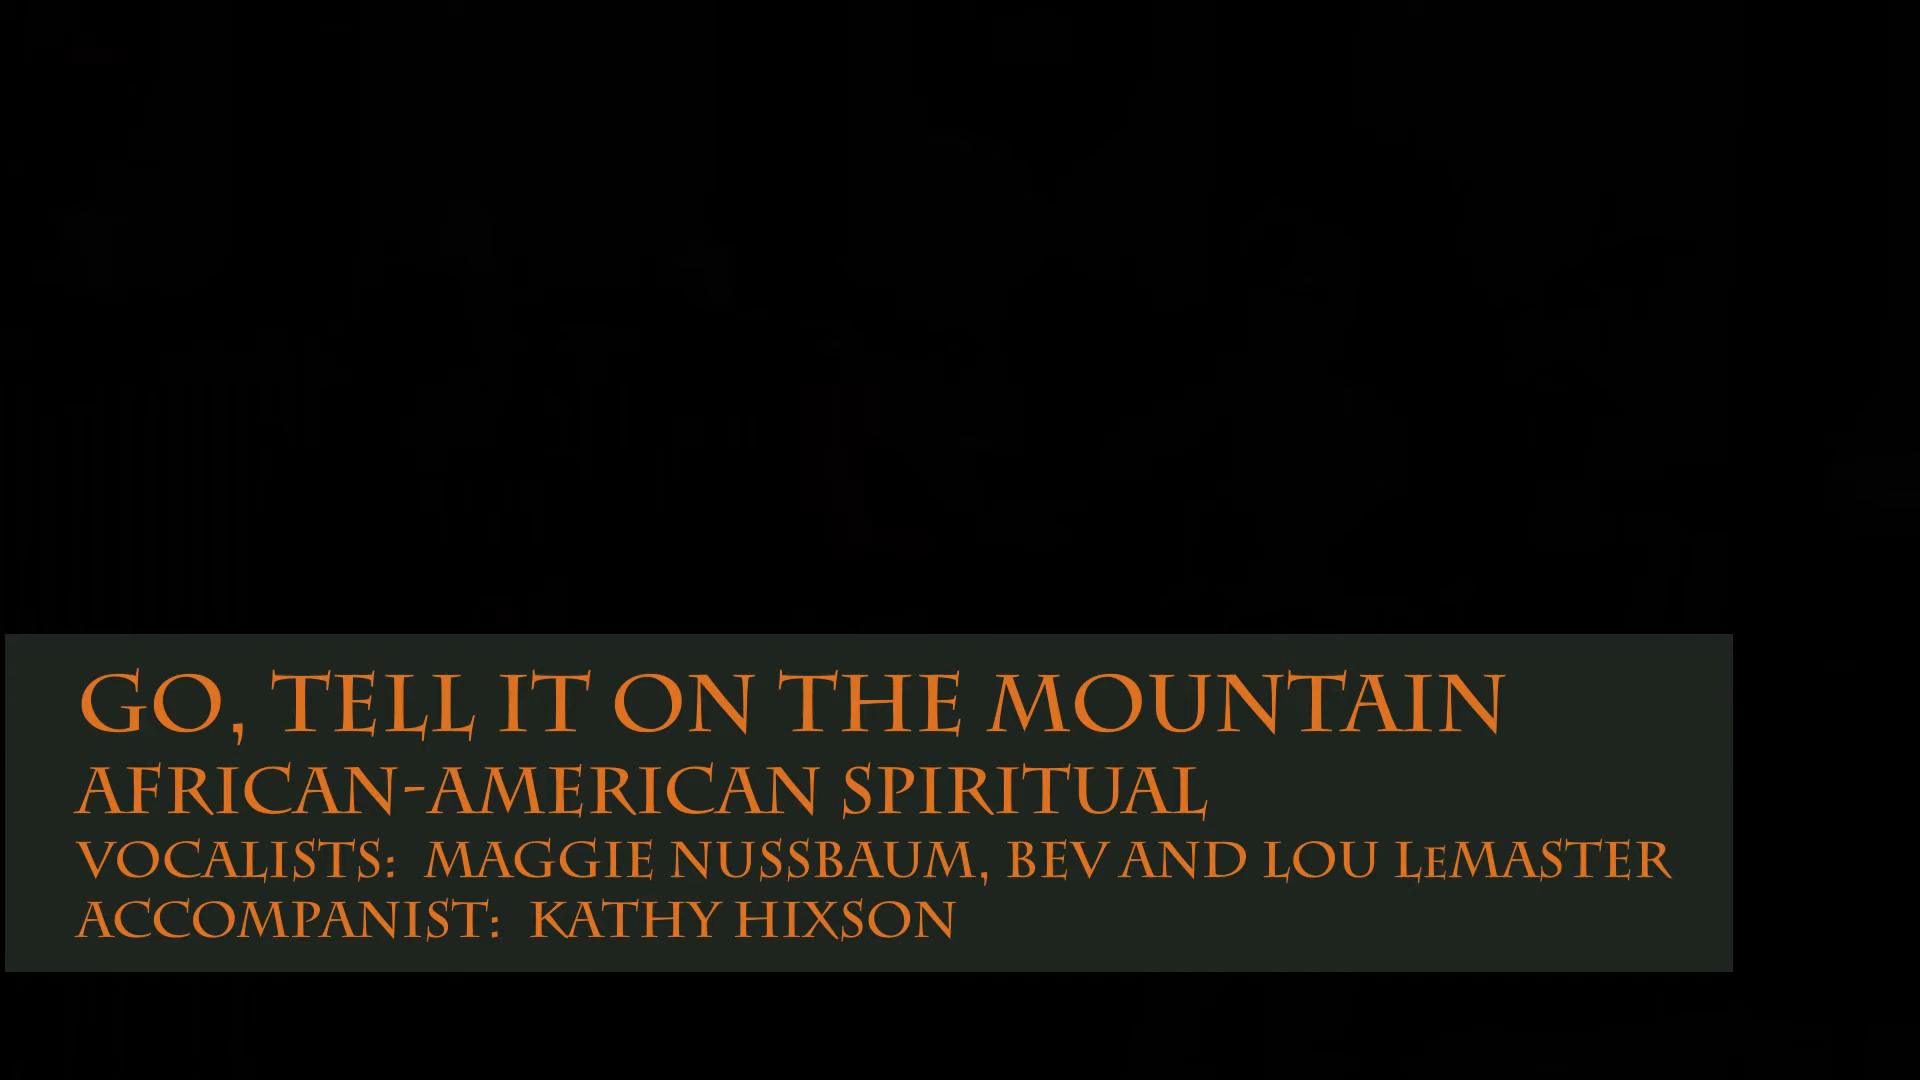 GO, TELL IT ON THE MOUNTAIN
AFRICAN-AMERICAN SPIRITUAL
VOCALISTS: MAGGIE NUSSBAUM, BEV AND LOU LeMASTER
ACCOMPANIST: KATHY HIXSON